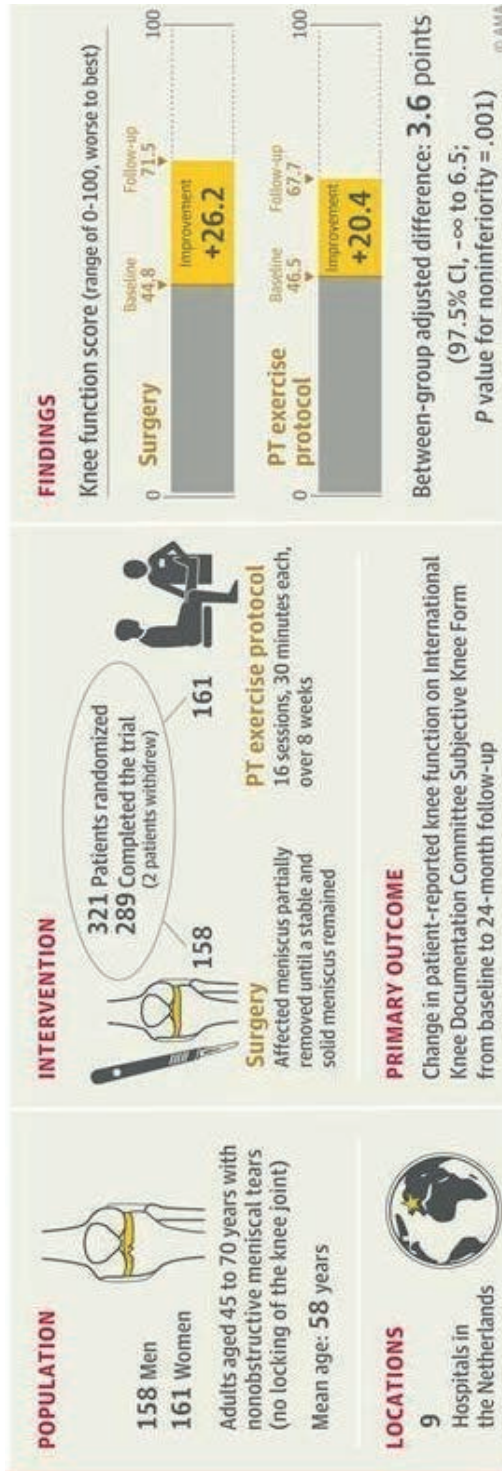 POPULATION
158 Men
161 Women
Adults aged 45 to 70 years with
nonobstructive meniscal tears
(no locking of the knee joint)
Mean age: 58 years
LOCATIONS
9
Hospitals in
the Netherlands
INTERVENTION
321 Patients randomized
289 Completed the trial
(2 patients withdrew)
158
161
Surgery
Affected meniscus partially
removed until a stable and
solid meniscus remained
PT exercise protocol
16 sessions, 30 minutes each,
over 8 weeks
PRIMARY OUTCOME
Change in patient-reported knee function on International
Knee Documentation Committee Subjective Knee Form
from baseline to 24-month follow-up
FINDINGS
Knee function score (range of 0-100, worse to best)
Surgery
Baseline
44.8
Follow-up
71.5
0
Improvement
+26.2
100
PT exercise
protocol
Baseline
46.5
Follow-up
67.7
0
Improvement
+20.4
100
Between-group adjusted difference: 3.6 points
(97.5% CI, −∞ to 6.5;
P value for noninferiority = .001)
© AMA